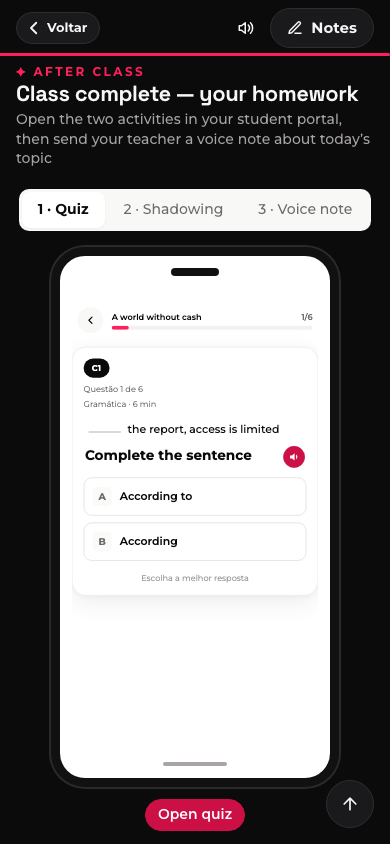 Voltar
Notes
AFTER CLASS
Class complete — your homework
Open the two activities in your student portal,
then send your teacher a voice note about today's
topic
1 · Quiz
2 · Shadowing
3 · Voice note
A world without cash
1/6
C1
Questão 1 de 6
Gramática · 6 min
_____ the report, access is limited
Complete the sentence
A According to
B According
Escolha a melhor resposta
Open quiz